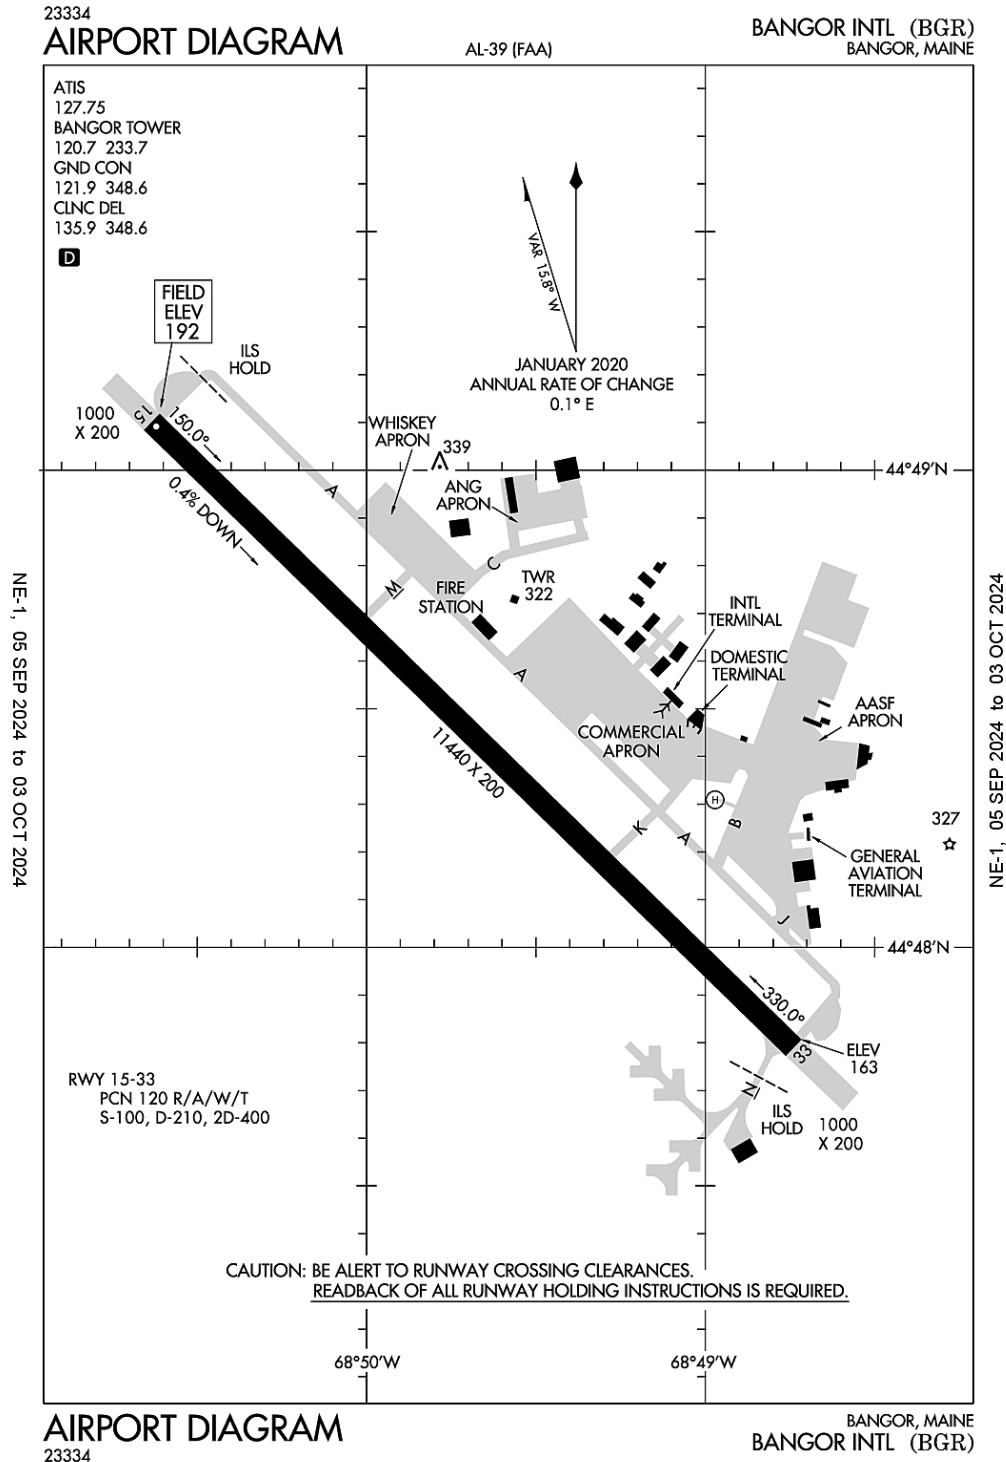 23334
AIRPORT DIAGRAM
AL-39 (FAA)
BANGOR INTL (BGR)
BANGOR, MAINE
ATIS
127.75
BANGOR TOWER
120.7 233.7
GND CON
121.9 348.6
CLNC DEL
135.9 348.6
D
VAR 15.8° W
JANUARY 2020
ANNUAL RATE OF CHANGE
0.1° E
FIELD
ELEV
192
ILS
HOLD
1000
X 200
15
150.0°
0.4% DOWN
A
WHISKEY
APRON
339
ANG
APRON
44°49'N
C
M
FIRE
STATION
TWR
322
INTL
TERMINAL
DOMESTIC
TERMINAL
A
COMMERCIAL
APRON
AASF
APRON
11440 X 200
H
K
A
B
327
GENERAL
AVIATION
TERMINAL
J
44°48'N
330.0°
33
ELEV
163
N
ILS
HOLD
1000
X 200
RWY 15-33
PCN 120 R/A/W/T
S-100, D-210, 2D-400
CAUTION: BE ALERT TO RUNWAY CROSSING CLEARANCES.
READBACK OF ALL RUNWAY HOLDING INSTRUCTIONS IS REQUIRED.
68°50'W
68°49'W
NE-1, 05 SEP 2024 to 03 OCT 2024
NE-1, 05 SEP 2024 to 03 OCT 2024
AIRPORT DIAGRAM
23334
BANGOR, MAINE
BANGOR INTL (BGR)